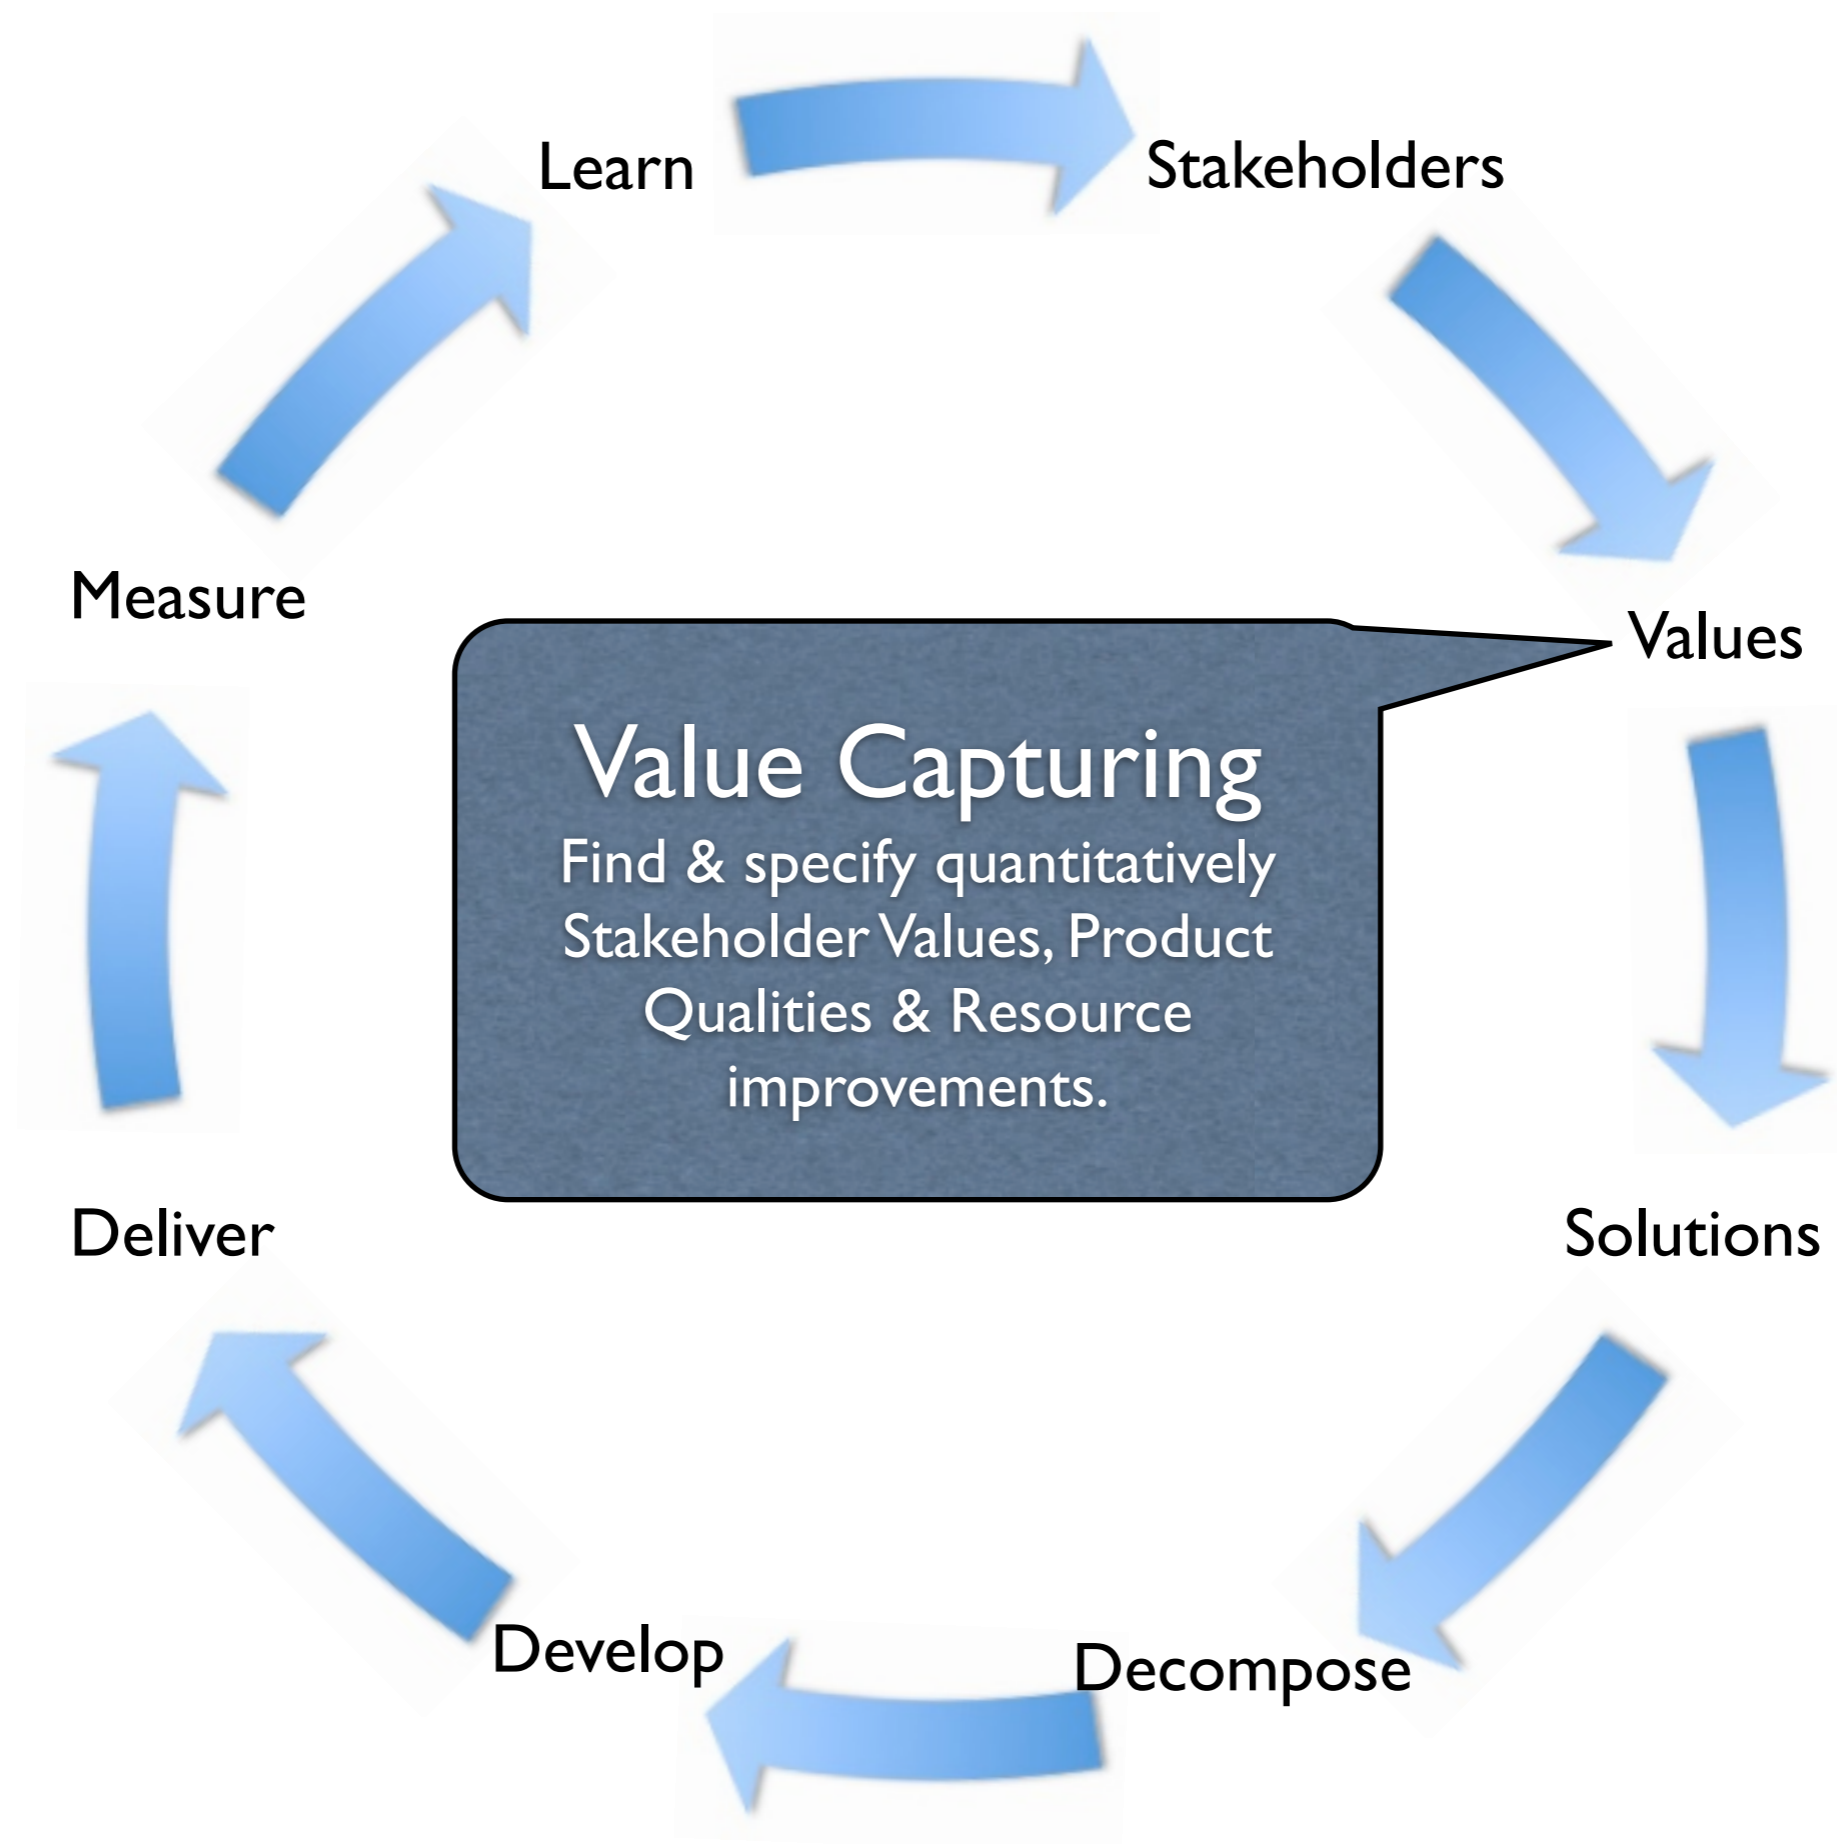 Learn
Stakeholders
Measure
Values
Value Capturing
Find & specify quantitatively
Stakeholder Values, Product
Qualities & Resource
improvements.
Deliver
Solutions
Develop
Decompose